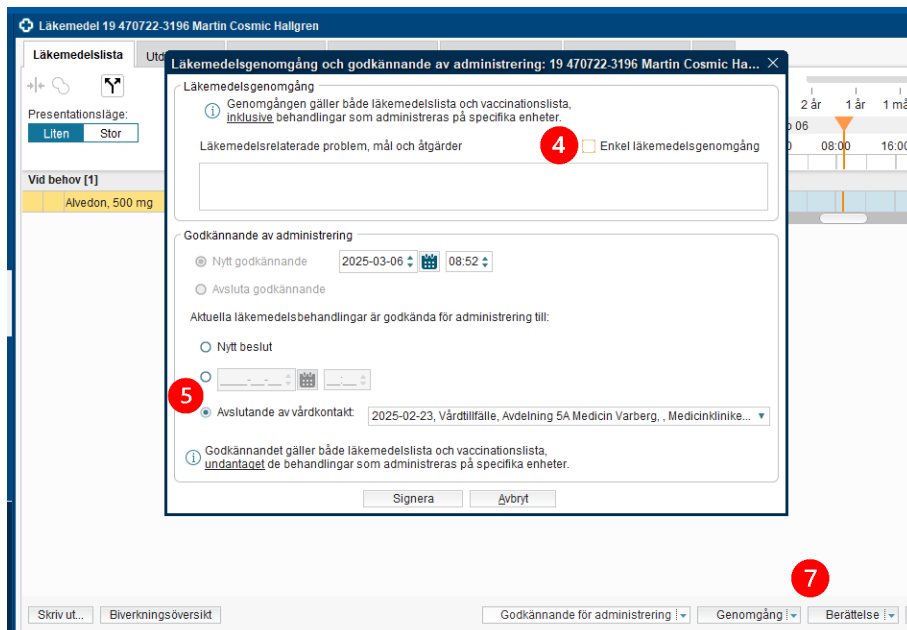 Läkemedel 19 470722-3196 Martin Cosmic Hallgren
Läkemedelslista
Utd
Läkemedelsgenomgång och godkännande av administrering: 19 470722-3196 Martin Cosmic Ha...
Presentationsläge:
Liten Stor
Vid behov [1]
Alvedon, 500 mg
Läkemedelsgenomgång
Genomgången gäller både läkemedelslista och vaccinationslista,
inklusive behandlingar som administreras på specifika enheter.
Läkemedelsrelaterade problem, mål och åtgärder
4 Enkel läkemedelsgenomgång
Godkännande av administrering
Nytt godkännande 2025-03-06 08:52
Avsluta godkännande
Aktuella läkemedelsbehandlingar är godkända för administrering till:
Nytt beslut
____-__-__ __:__
5
Avslutande av vårdkontakt: 2025-02-23, Vårdtillfälle, Avdelning 5A Medicin Varberg, , Medicinklinike...
Godkännandet gäller både läkemedelslista och vaccinationslista,
undantaget de behandlingar som administreras på specifika enheter.
Signera Avbryt
2 år 1 år 1 må
06
08:00 16:00
7
Skriv ut... Biverkningsöversikt Godkännande för administrering Genomgång Berättelse